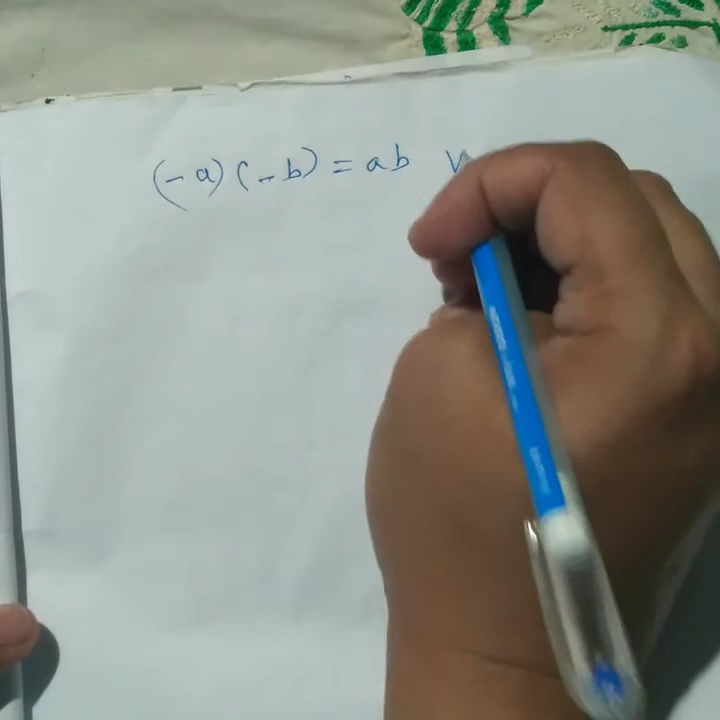 (-a)(-b) = ab